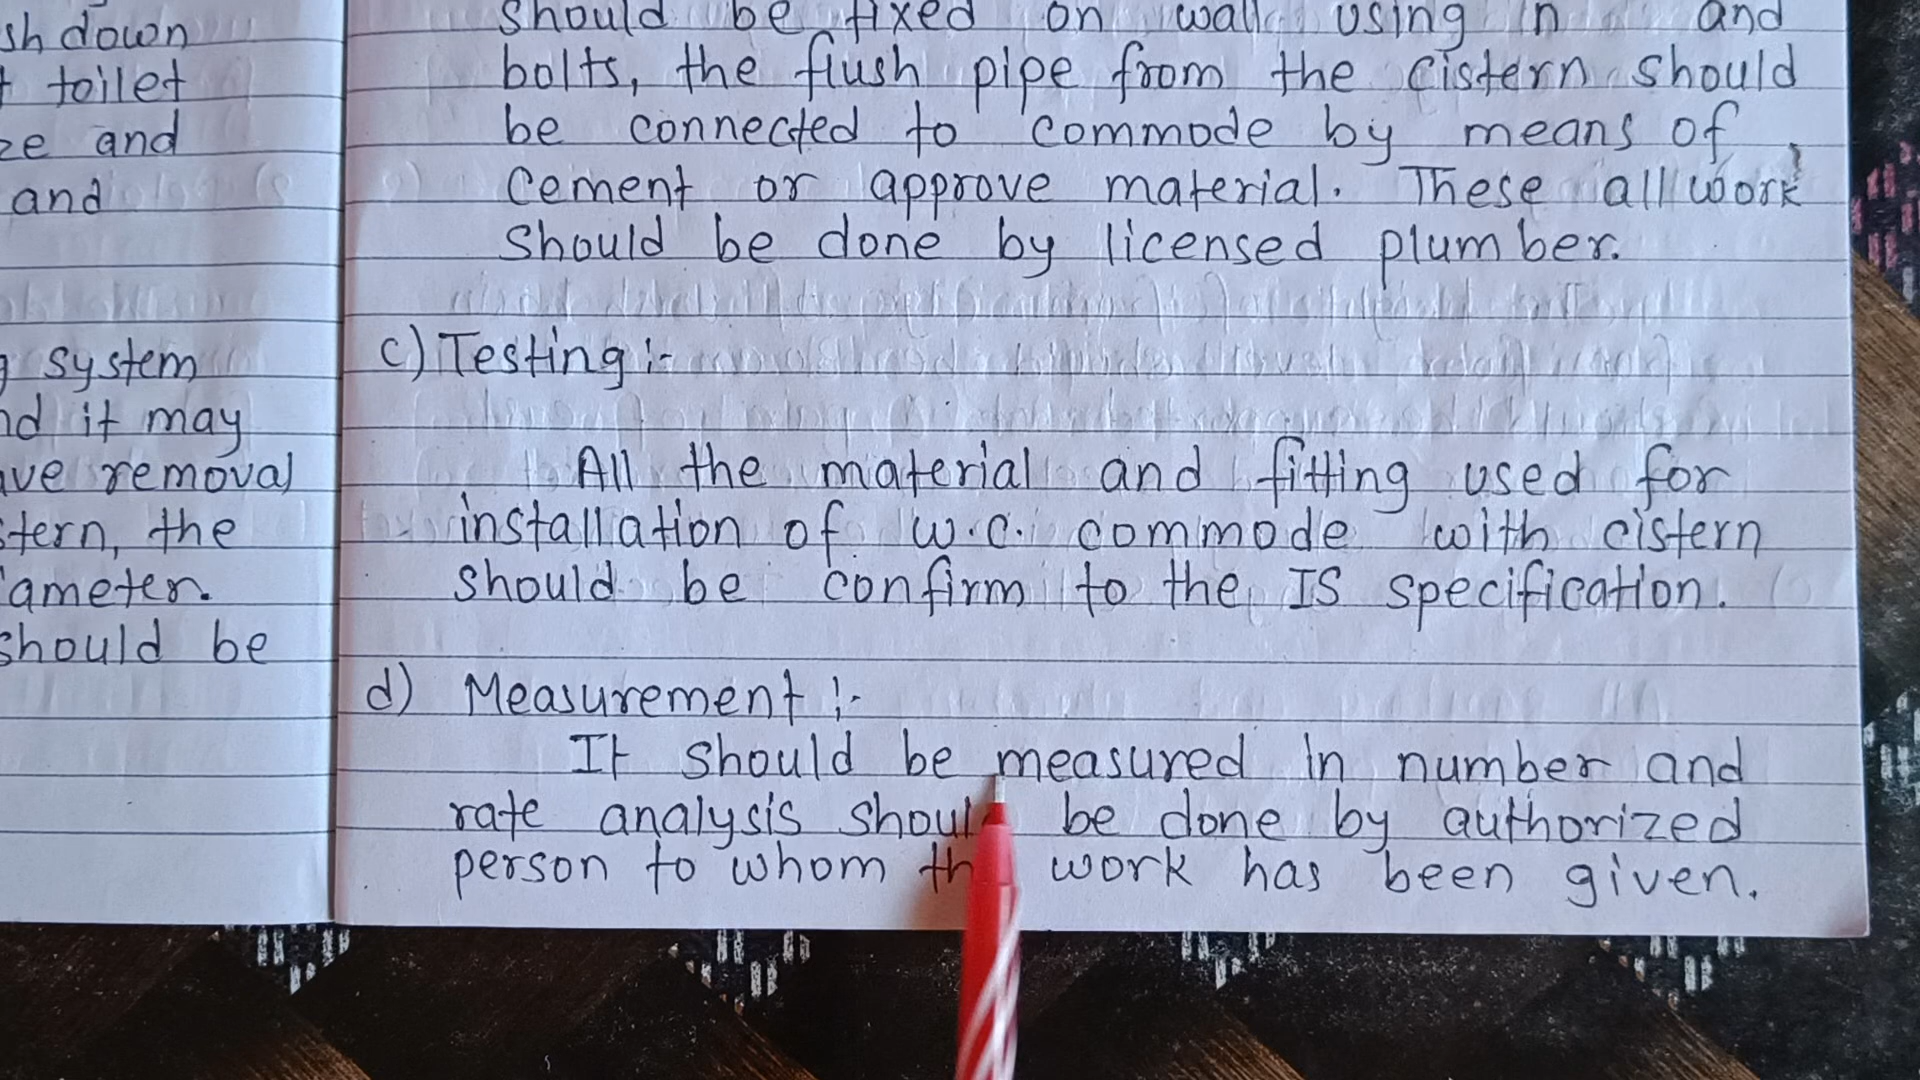 sh down
toilet
ze and
and
system
nd it may
ve removal
stern, the
ameter.
should be
should be fixed on wall using n and
bolts, the flush pipe from the cistern should
be connected to commode by means of
cement or approve material. These all work
should be done by licensed plumber.
c) Testing :-
All the material and fitting used for
installation of w.c. commode with cistern
should be confirm to the IS specification.
d) Measurement :-
It should be measured in number and
rate analysis shoul be done by authorized
person to whom th work has been given.